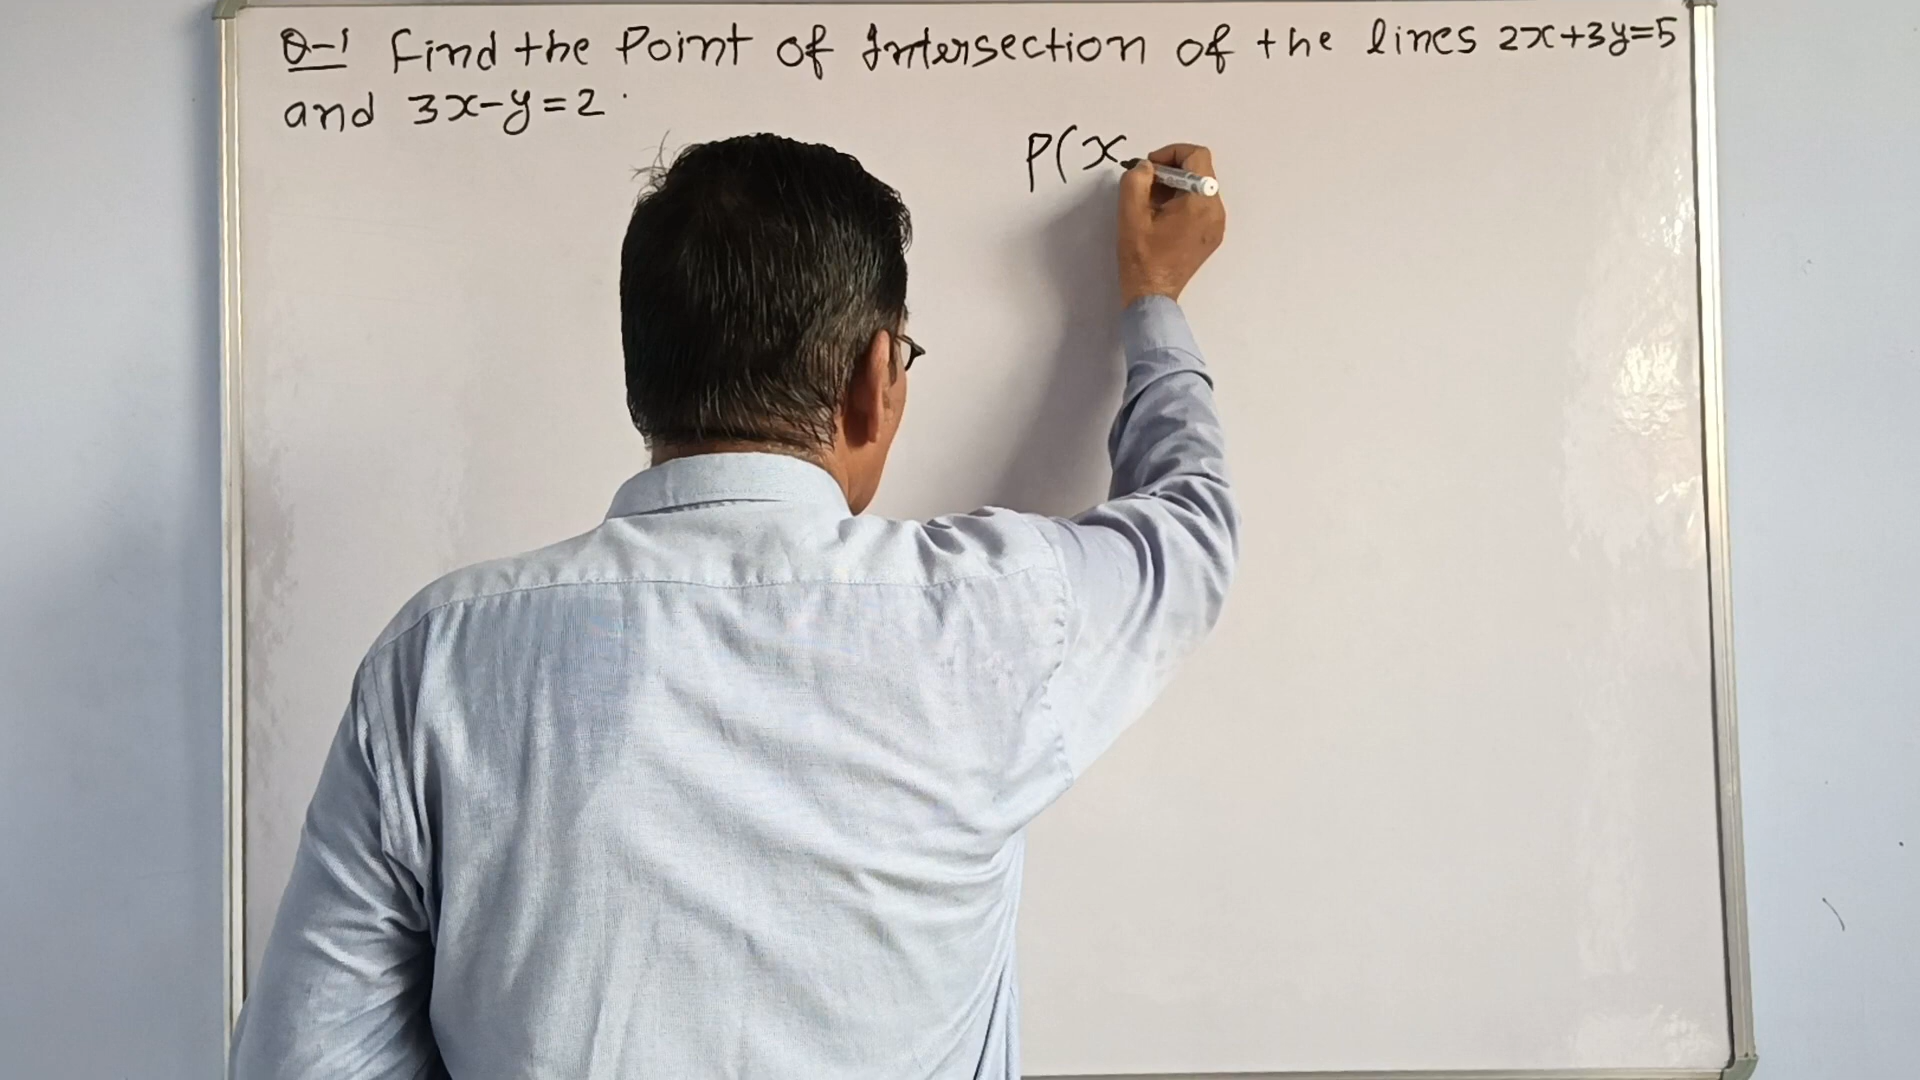 Q-1 Find the Point of Intersection of the lines 2x+3y=5
and 3x-y=2.
P(x,